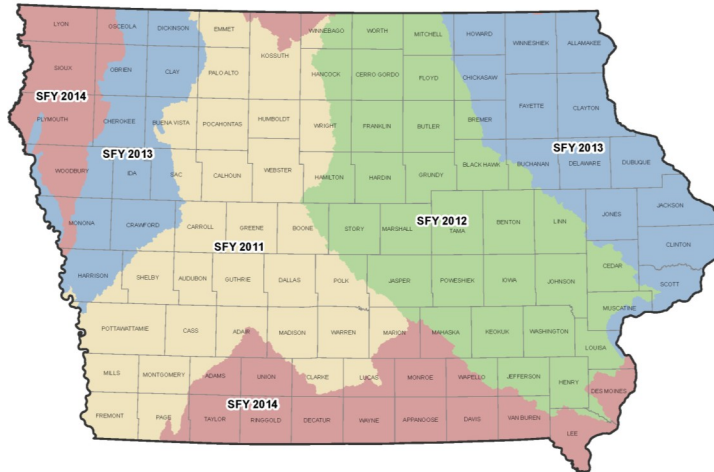 LYON OSCEOLA DICKINSON EMMET WINNEBAGO WORTH MITCHELL HOWARD WINNESHIEK ALLAMAKEE
KOSSUTH
SIOUX OBRIEN CLAY PALO ALTO HANCOCK CERRO GORDO FLOYD CHICKASAW
SFY 2014
FAYETTE CLAYTON
PLYMOUTH CHEROKEE BUENA VISTA POCAHONTAS HUMBOLDT WRIGHT FRANKLIN BUTLER BREMER
SFY 2013 SFY 2013
WOODBURY IDA SAC CALHOUN WEBSTER HAMILTON HARDIN GRUNDY BLACK HAWK BUCHANAN DELAWARE DUBUQUE
MONONA CRAWFORD CARROLL GREENE BOONE STORY MARSHALL TAMA BENTON LINN JONES JACKSON
SFY 2011 SFY 2012
CLINTON
HARRISON SHELBY AUDUBON GUTHRIE DALLAS POLK JASPER POWESHIEK IOWA JOHNSON CEDAR SCOTT
MUSCATINE
POTTAWATTAMIE CASS ADAIR MADISON WARREN MARION MAHASKA KEOKUK WASHINGTON LOUISA
MILLS MONTGOMERY ADAMS UNION CLARKE LUCAS MONROE WAPELLO JEFFERSON HENRY DES MOINES
SFY 2014
FREMONT PAGE TAYLOR RINGGOLD DECATUR WAYNE APPANOOSE DAVIS VAN BUREN LEE